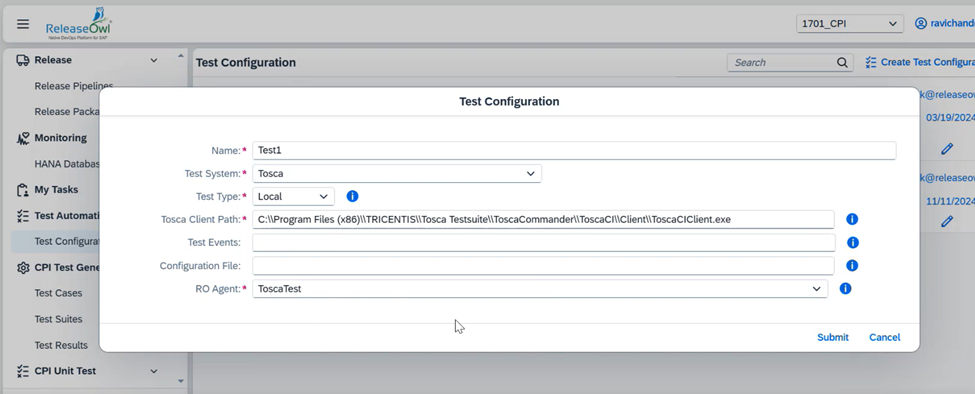 ReleaseOwl
Native DevOps Platform for SAP
1701_CPI
ravichand
Release
Release Pipelines
Release Packa
Monitoring
HANA Databas
My Tasks
Test Automati
Test Configurat
CPI Test Gene
Test Cases
Test Suites
Test Results
CPI Unit Test
Test Configuration
Search
Create Test Configura
k@releaseow
03/19/2024
k@releaseow
11/11/2024
Test Configuration
Name:* Test1
Test System:* Tosca
Test Type:* Local
Tosca Client Path:* C:\\Program Files (x86)\\TRICENTIS\\Tosca Testsuite\\ToscaCommander\\ToscaCI\\Client\\ToscaCIClient.exe
Test Events:
Configuration File:
RO Agent:* ToscaTest
Submit Cancel